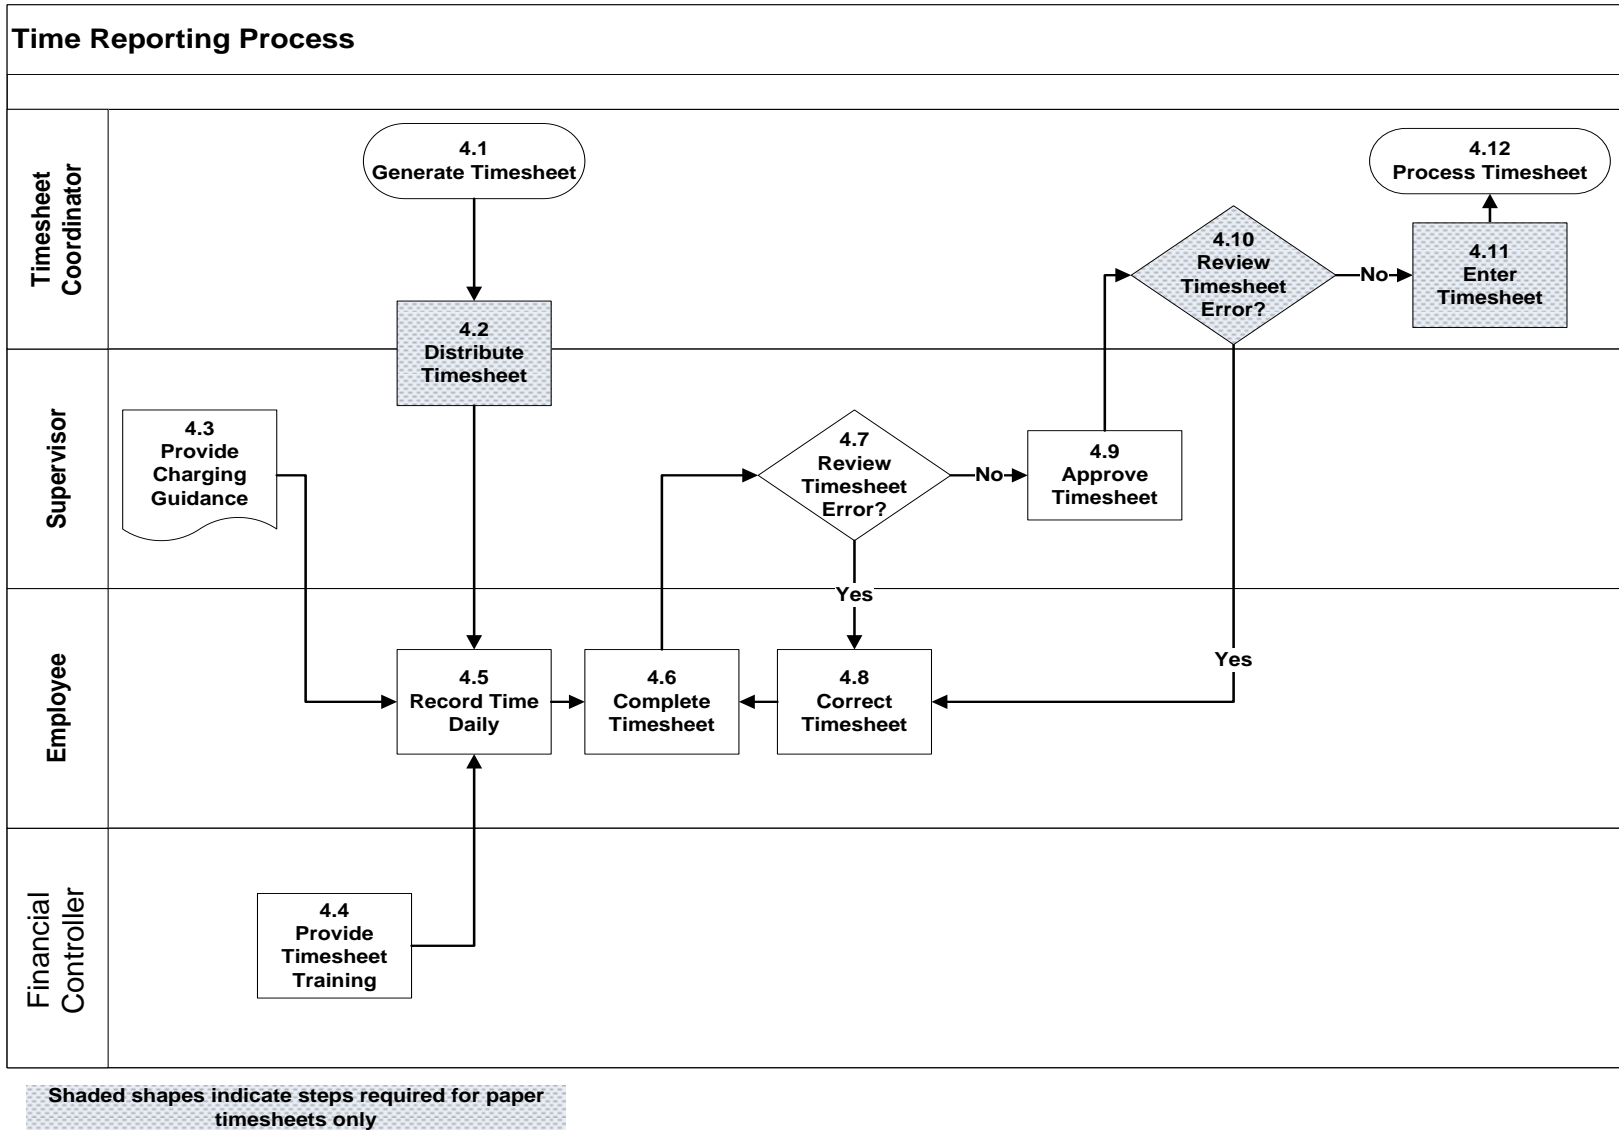 Time Reporting Process
Timesheet
Coordinator
4.1
Generate Timesheet
4.12
Process Timesheet
4.10
Review
Timesheet
Error?
No
4.11
Enter
Timesheet
4.2
Distribute
Timesheet
Supervisor
4.3
Provide
Charging
Guidance
4.7
Review
Timesheet
Error?
No
4.9
Approve
Timesheet
Yes
Employee
4.5
Record Time
Daily
4.6
Complete
Timesheet
4.8
Correct
Timesheet
Yes
Financial
Controller
4.4
Provide
Timesheet
Training
Shaded shapes indicate steps required for paper
timesheets only